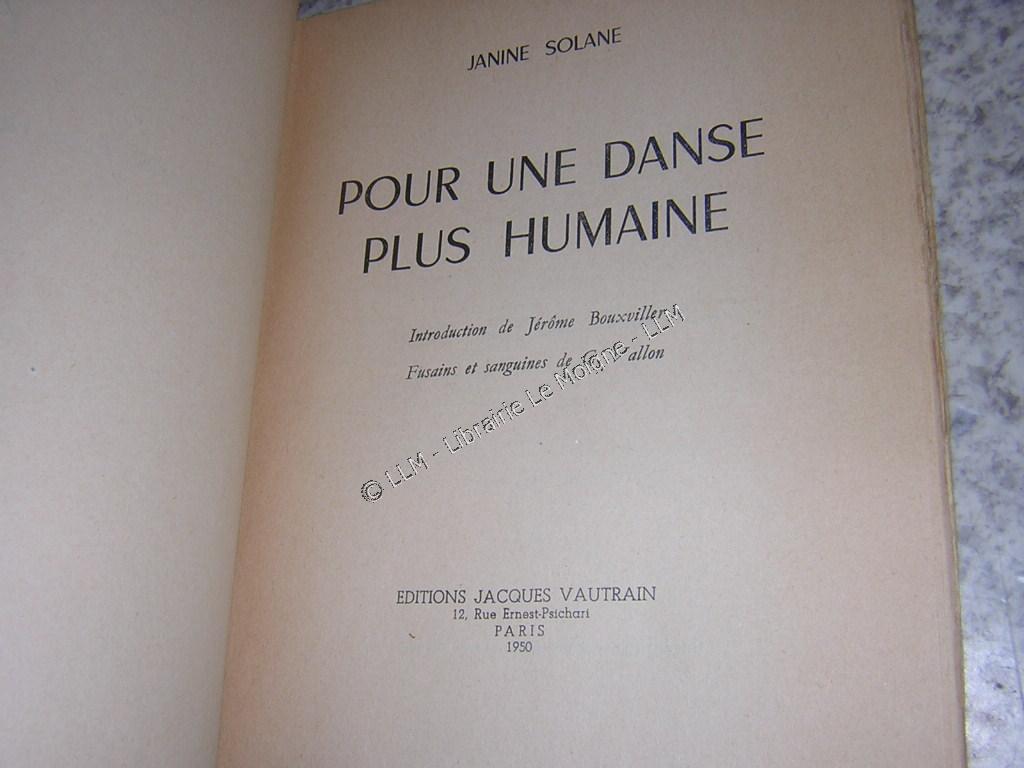 JANINE SOLANE
POUR UNE DANSE
PLUS HUMAINE
Introduction de Jérôme Bouxviller
Fusains et sanguines de
© LLM - Librairie Le Moigne - LLM
EDITIONS JACQUES VAUTRAIN
12, Rue Ernest-Psichari
PARIS
1950